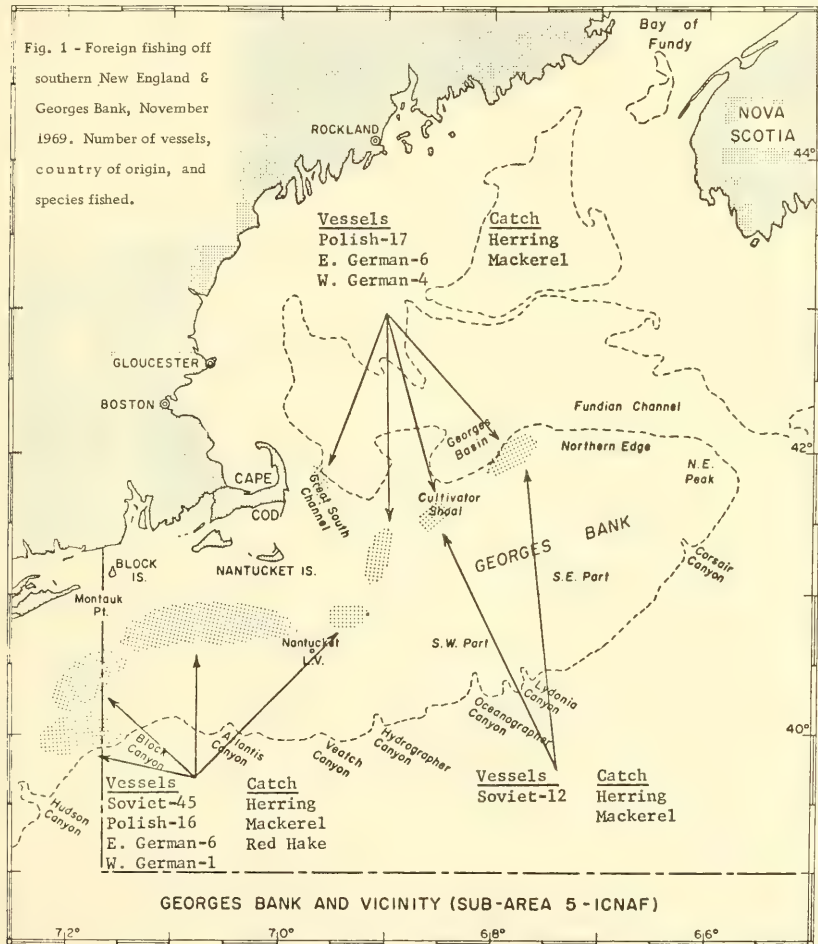 Fig. 1 - Foreign fishing off
southern New England &
Georges Bank, November
1969. Number of vessels,
country of origin, and
species fished.
Bay of
Fundy
NOVA
SCOTIA
ROCKLAND
44°
Vessels
Polish-17
E. German-6
W. German-4
Catch
Herring
Mackerel
GLOUCESTER
BOSTON
Fundian Channel
Georges
Basin
Northern Edge
42°
N.E.
Peak
CAPE
COD
Great South
Channel
Cultivator
Shoal
GEORGES BANK
Corsair
Canyon
BLOCK
IS.
NANTUCKET IS.
S.E. Part
Montauk
Pt.
Nantucket
L.V.
S.W. Part
Lydonia
Canyon
Oceanographer
Canyon
Hydrographer
Canyon
Veatch
Canyon
Atlantis
Canyon
Block
Canyon
Hudson
Canyon
40°
Vessels
Soviet-45
Polish-16
E. German-6
W. German-1
Catch
Herring
Mackerel
Red Hake
Vessels
Soviet-12
Catch
Herring
Mackerel
GEORGES BANK AND VICINITY (SUB-AREA 5-ICNAF)
72° 70° 68° 66°